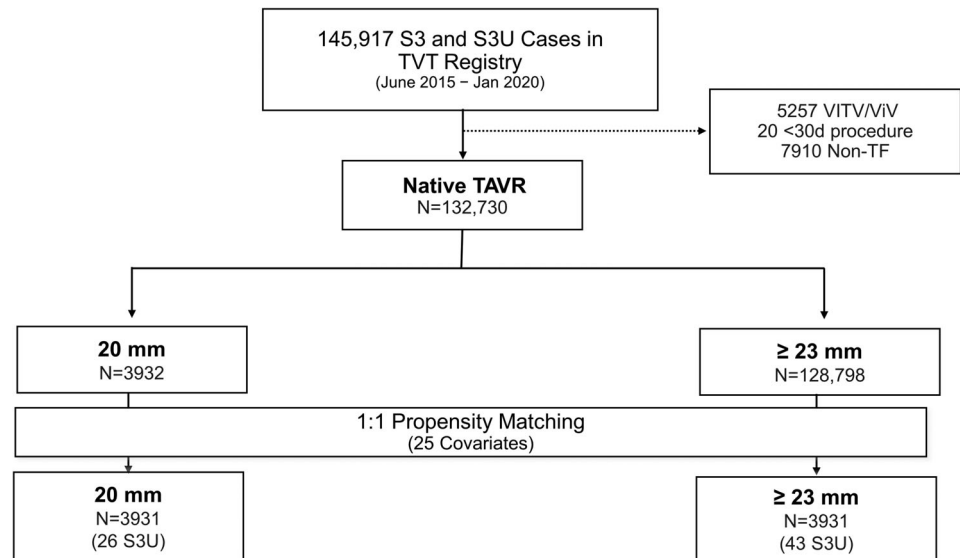 145,917 S3 and S3U Cases in
TVT Registry
(June 2015 – Jan 2020)
5257 VITV/ViV
20 <30d procedure
7910 Non-TF
Native TAVR
N=132,730
20 mm
N=3932
≥ 23 mm
N=128,798
1:1 Propensity Matching
(25 Covariates)
20 mm
N=3931
(26 S3U)
≥ 23 mm
N=3931
(43 S3U)